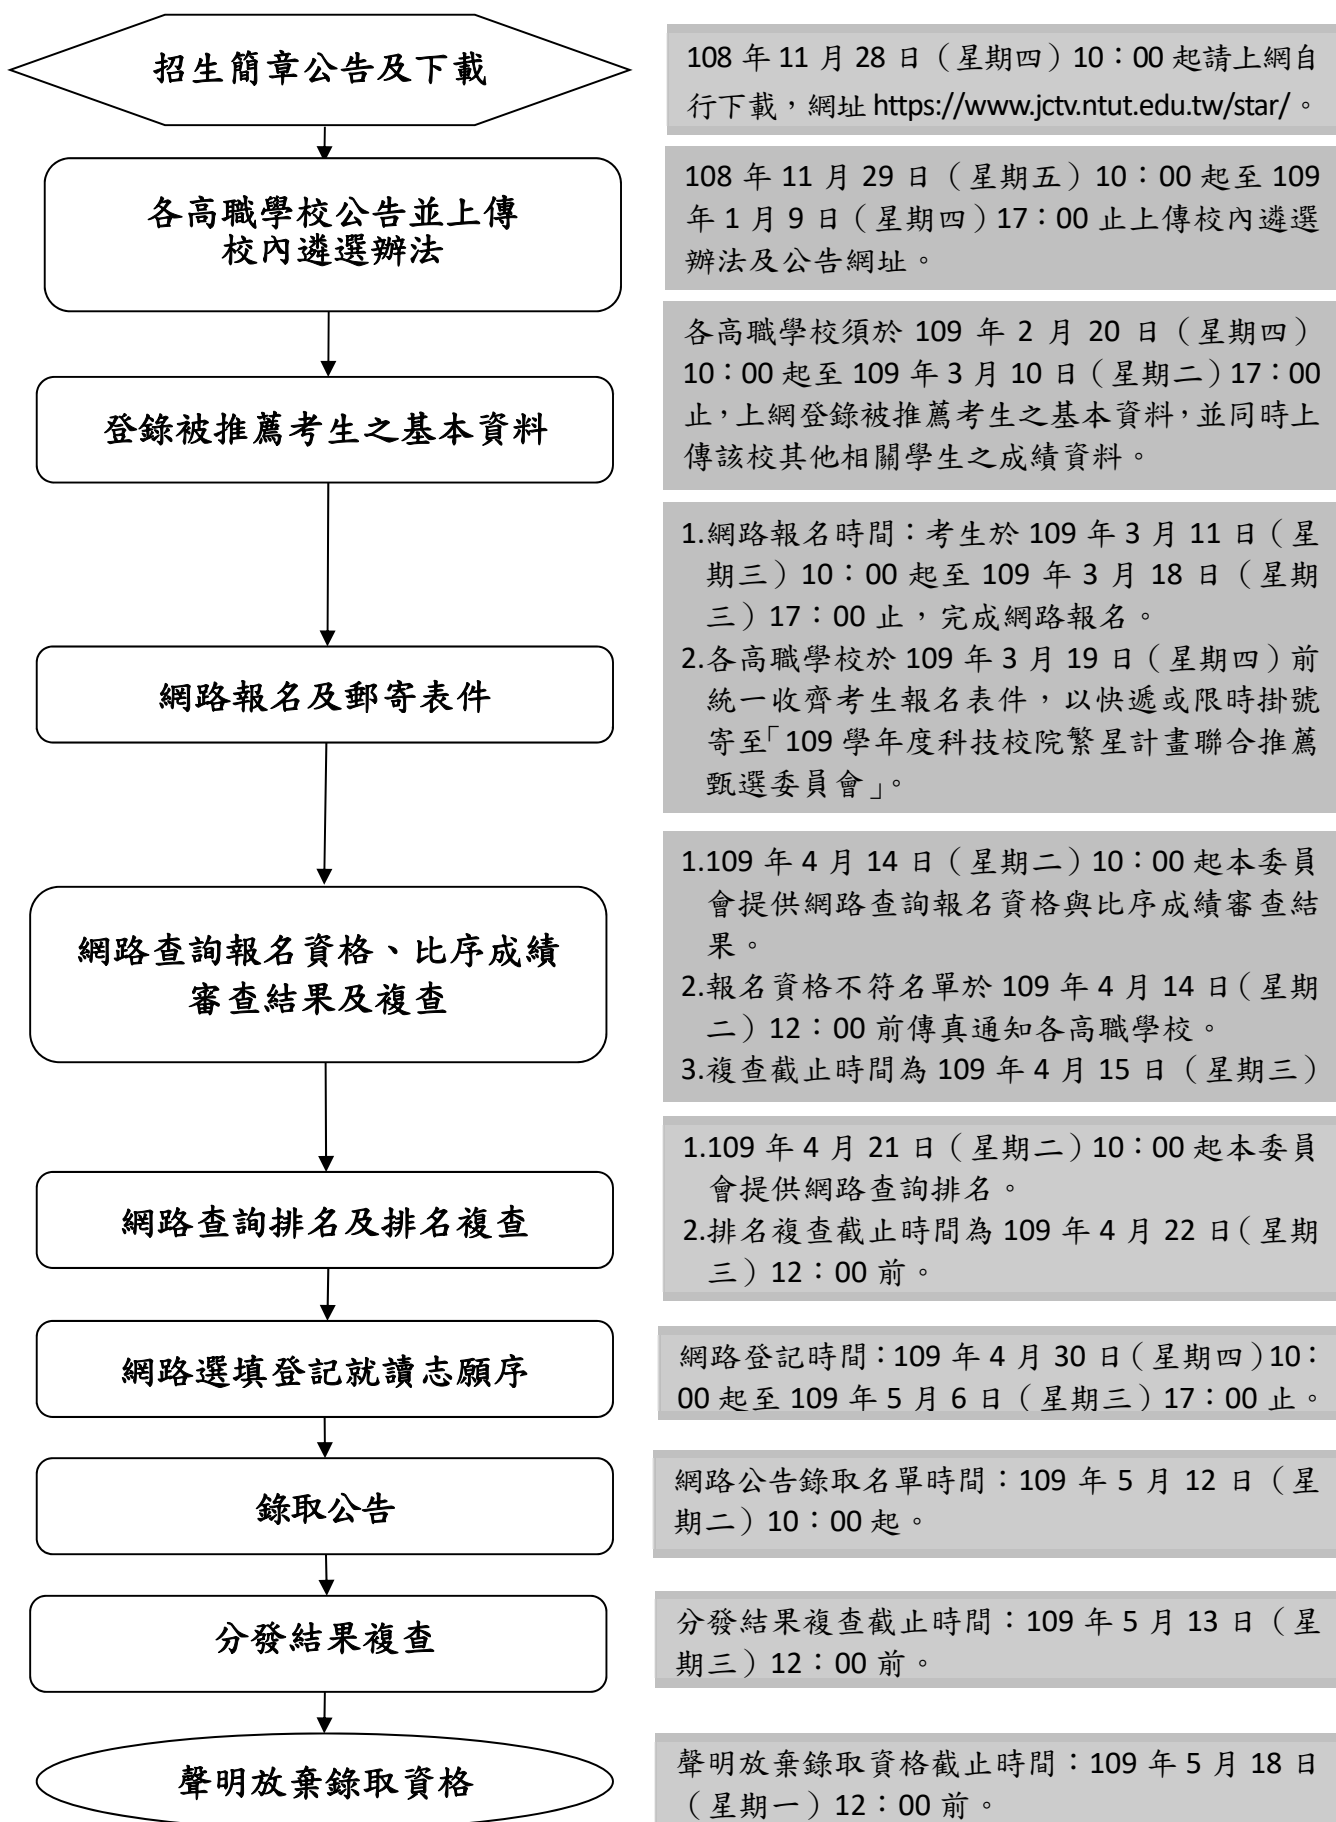 招生簡章公告及下載
108 年 11 月 28 日（星期四）10：00 起請上網自
行下載，網址 https://www.jctv.ntut.edu.tw/star/。
各高職學校公告並上傳
校內遴選辦法
108 年 11 月 29 日（星期五）10：00 起至 109
年 1 月 9 日（星期四）17：00 止上傳校內遴選
辦法及公告網址。
登錄被推薦考生之基本資料
各高職學校須於 109 年 2 月 20 日（星期四）
10：00 起至 109 年 3 月 10 日（星期二）17：00
止，上網登錄被推薦考生之基本資料，並同時上
傳該校其他相關學生之成績資料。
網路報名及郵寄表件
1.網路報名時間：考生於 109 年 3 月 11 日（星
期三）10：00 起至 109 年 3 月 18 日（星期
三）17：00 止，完成網路報名。
2.各高職學校於 109 年 3 月 19 日（星期四）前
統一收齊考生報名表件，以快遞或限時掛號
寄至「109 學年度科技校院繁星計畫聯合推薦
甄選委員會」。
網路查詢報名資格、比序成績
審查結果及複查
1.109 年 4 月 14 日（星期二）10：00 起本委員
會提供網路查詢報名資格與比序成績審查結
果。
2.報名資格不符名單於 109 年 4 月 14 日（星期
二）12：00 前傳真通知各高職學校。
3.複查截止時間為 109 年 4 月 15 日（星期三）
網路查詢排名及排名複查
1.109 年 4 月 21 日（星期二）10：00 起本委員
會提供網路查詢排名。
2.排名複查截止時間為 109 年 4 月 22 日（星期
三）12：00 前。
網路選填登記就讀志願序
網路登記時間：109 年 4 月 30 日（星期四）10：
00 起至 109 年 5 月 6 日（星期三）17：00 止。
錄取公告
網路公告錄取名單時間：109 年 5 月 12 日（星
期二）10：00 起。
分發結果複查
分發結果複查截止時間：109 年 5 月 13 日（星
期三）12：00 前。
聲明放棄錄取資格
聲明放棄錄取資格截止時間：109 年 5 月 18 日
（星期一）12：00 前。